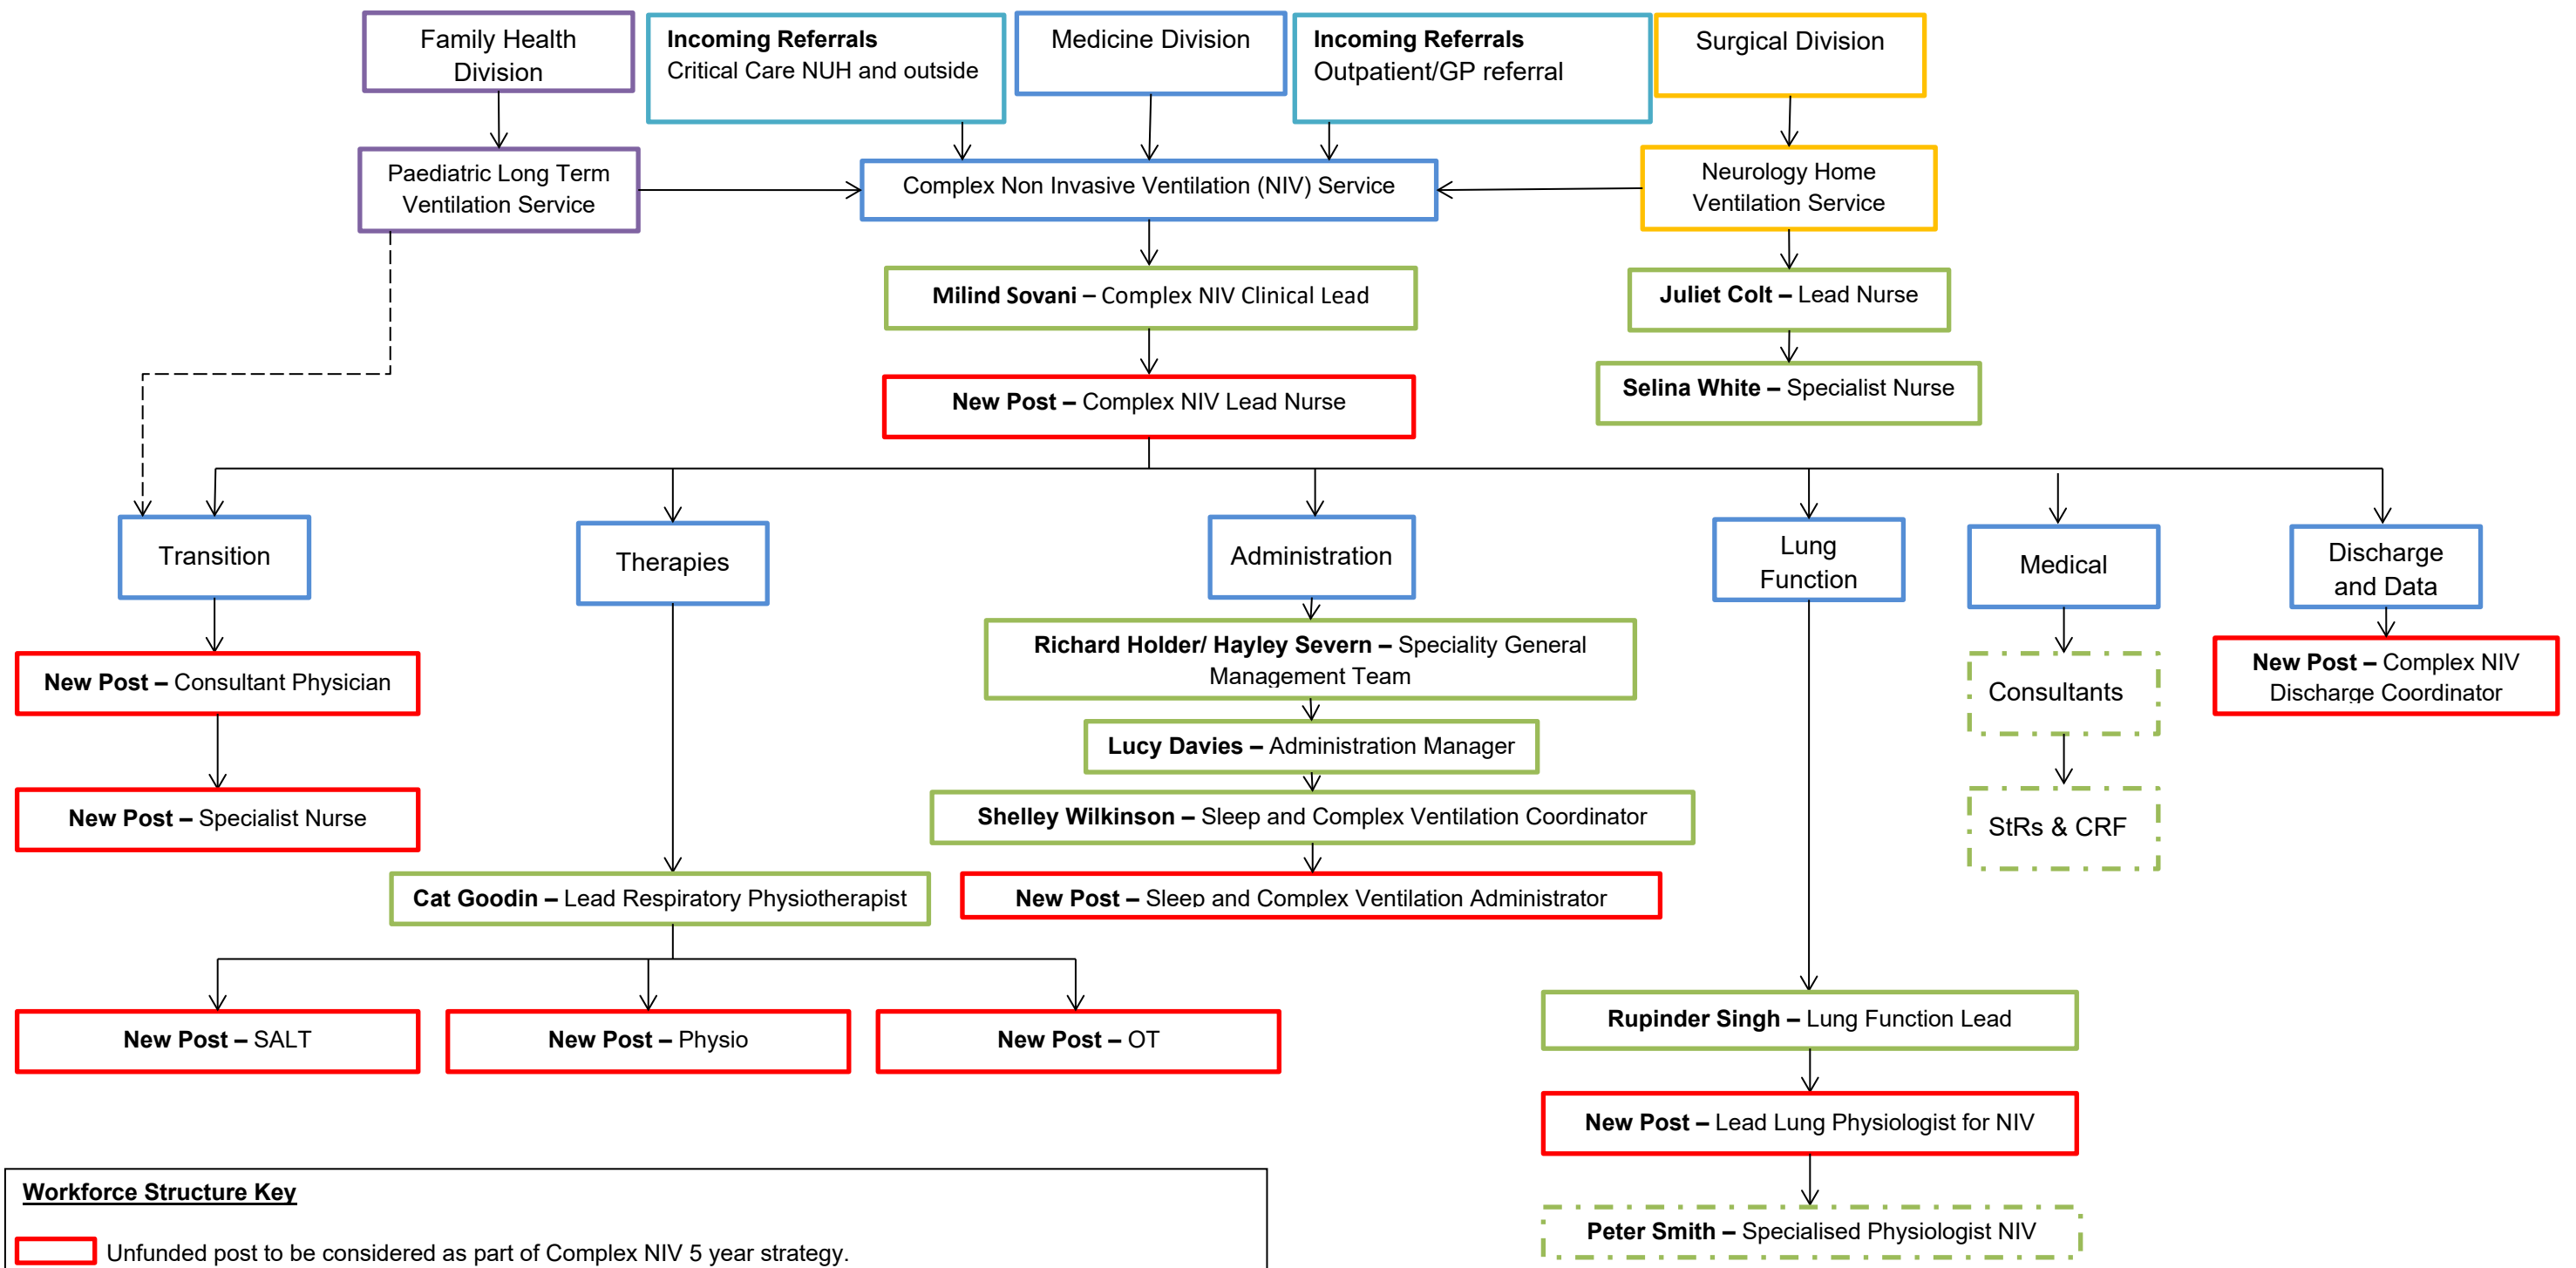 Family Health
Division
Incoming Referrals
Critical Care NUH and outside
Medicine Division
Incoming Referrals
Outpatient/GP referral
Surgical Division
Paediatric Long Term
Ventilation Service
Complex Non Invasive Ventilation (NIV) Service
Neurology Home
Ventilation Service
Milind Sovani – Complex NIV Clinical Lead
Juliet Colt – Lead Nurse
New Post – Complex NIV Lead Nurse
Selina White – Specialist Nurse
Transition
Therapies
Administration
Lung
Function
Medical
Discharge
and Data
New Post – Consultant Physician
New Post – Specialist Nurse
Richard Holder/ Hayley Severn – Speciality General
Management Team
Lucy Davies – Administration Manager
Shelley Wilkinson – Sleep and Complex Ventilation Coordinator
New Post – Sleep and Complex Ventilation Administrator
Consultants
StRs & CRF
New Post – Complex NIV
Discharge Coordinator
Cat Goodin – Lead Respiratory Physiotherapist
New Post – SALT
New Post – Physio
New Post – OT
Rupinder Singh – Lung Function Lead
New Post – Lead Lung Physiologist for NIV
Peter Smith – Specialised Physiologist NIV
Workforce Structure Key
Unfunded post to be considered as part of Complex NIV 5 year strategy.